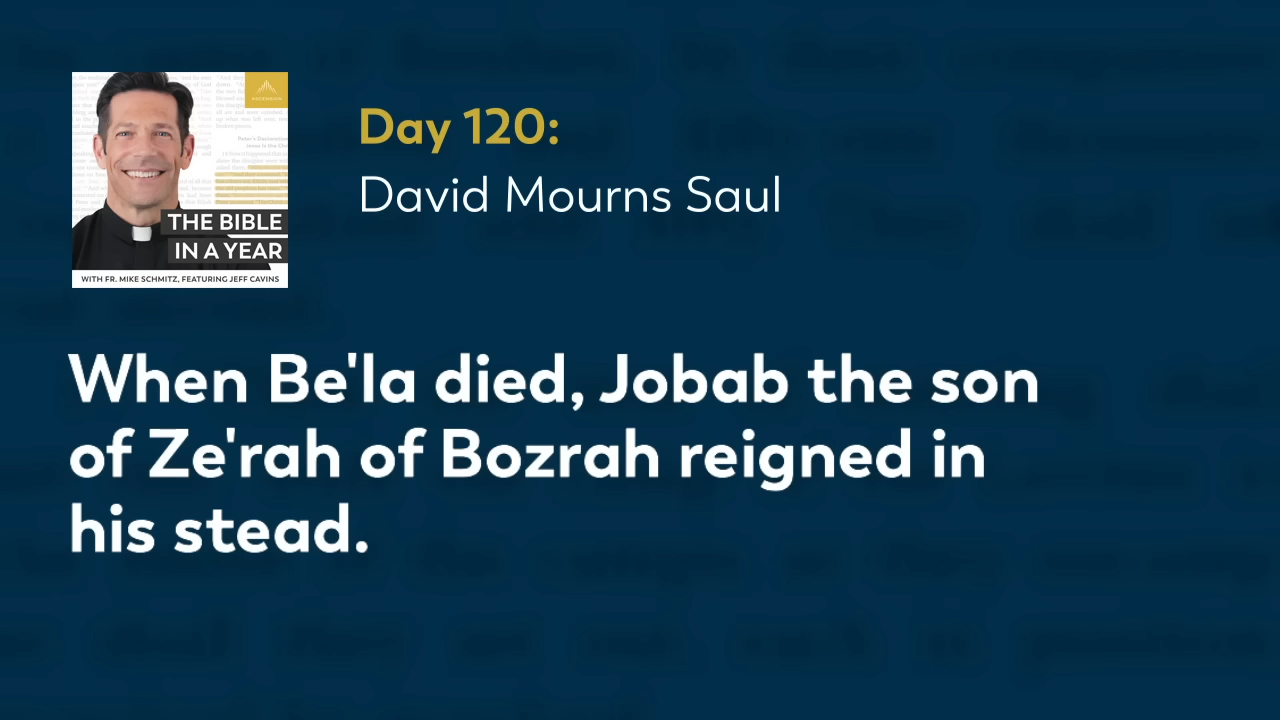 Day 120:
David Mourns Saul
ASCENSION
THE BIBLE
IN A YEAR
WITH FR. MIKE SCHMITZ, FEATURING JEFF CAVINS
When Be'la died, Jobab the son
of Ze'rah of Bozrah reigned in
his stead.